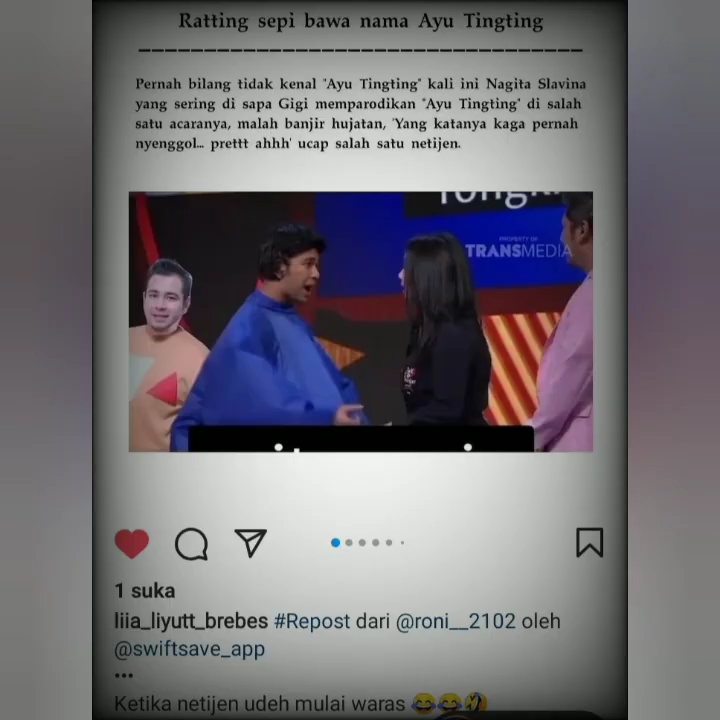 Ratting sepi bawa nama Ayu Tingting
Pernah bilang tidak kenal "Ayu Tingting" kali ini Nagita Slavina
yang sering di sapa Gigi memparodikan "Ayu Tingting" di salah
satu acaranya, malah banjir hujatan, 'Yang katanya kaga pernah
nyenggol... prettt ahhh' ucap salah satu netijen.
PROPERTY OF
TRANSMEDIA
1 suka
liia_liyutt_brebes #Repost dari @roni__2102 oleh
@swiftsave_app
•••
Ketika netijen udeh mulai waras 😂😂🤣